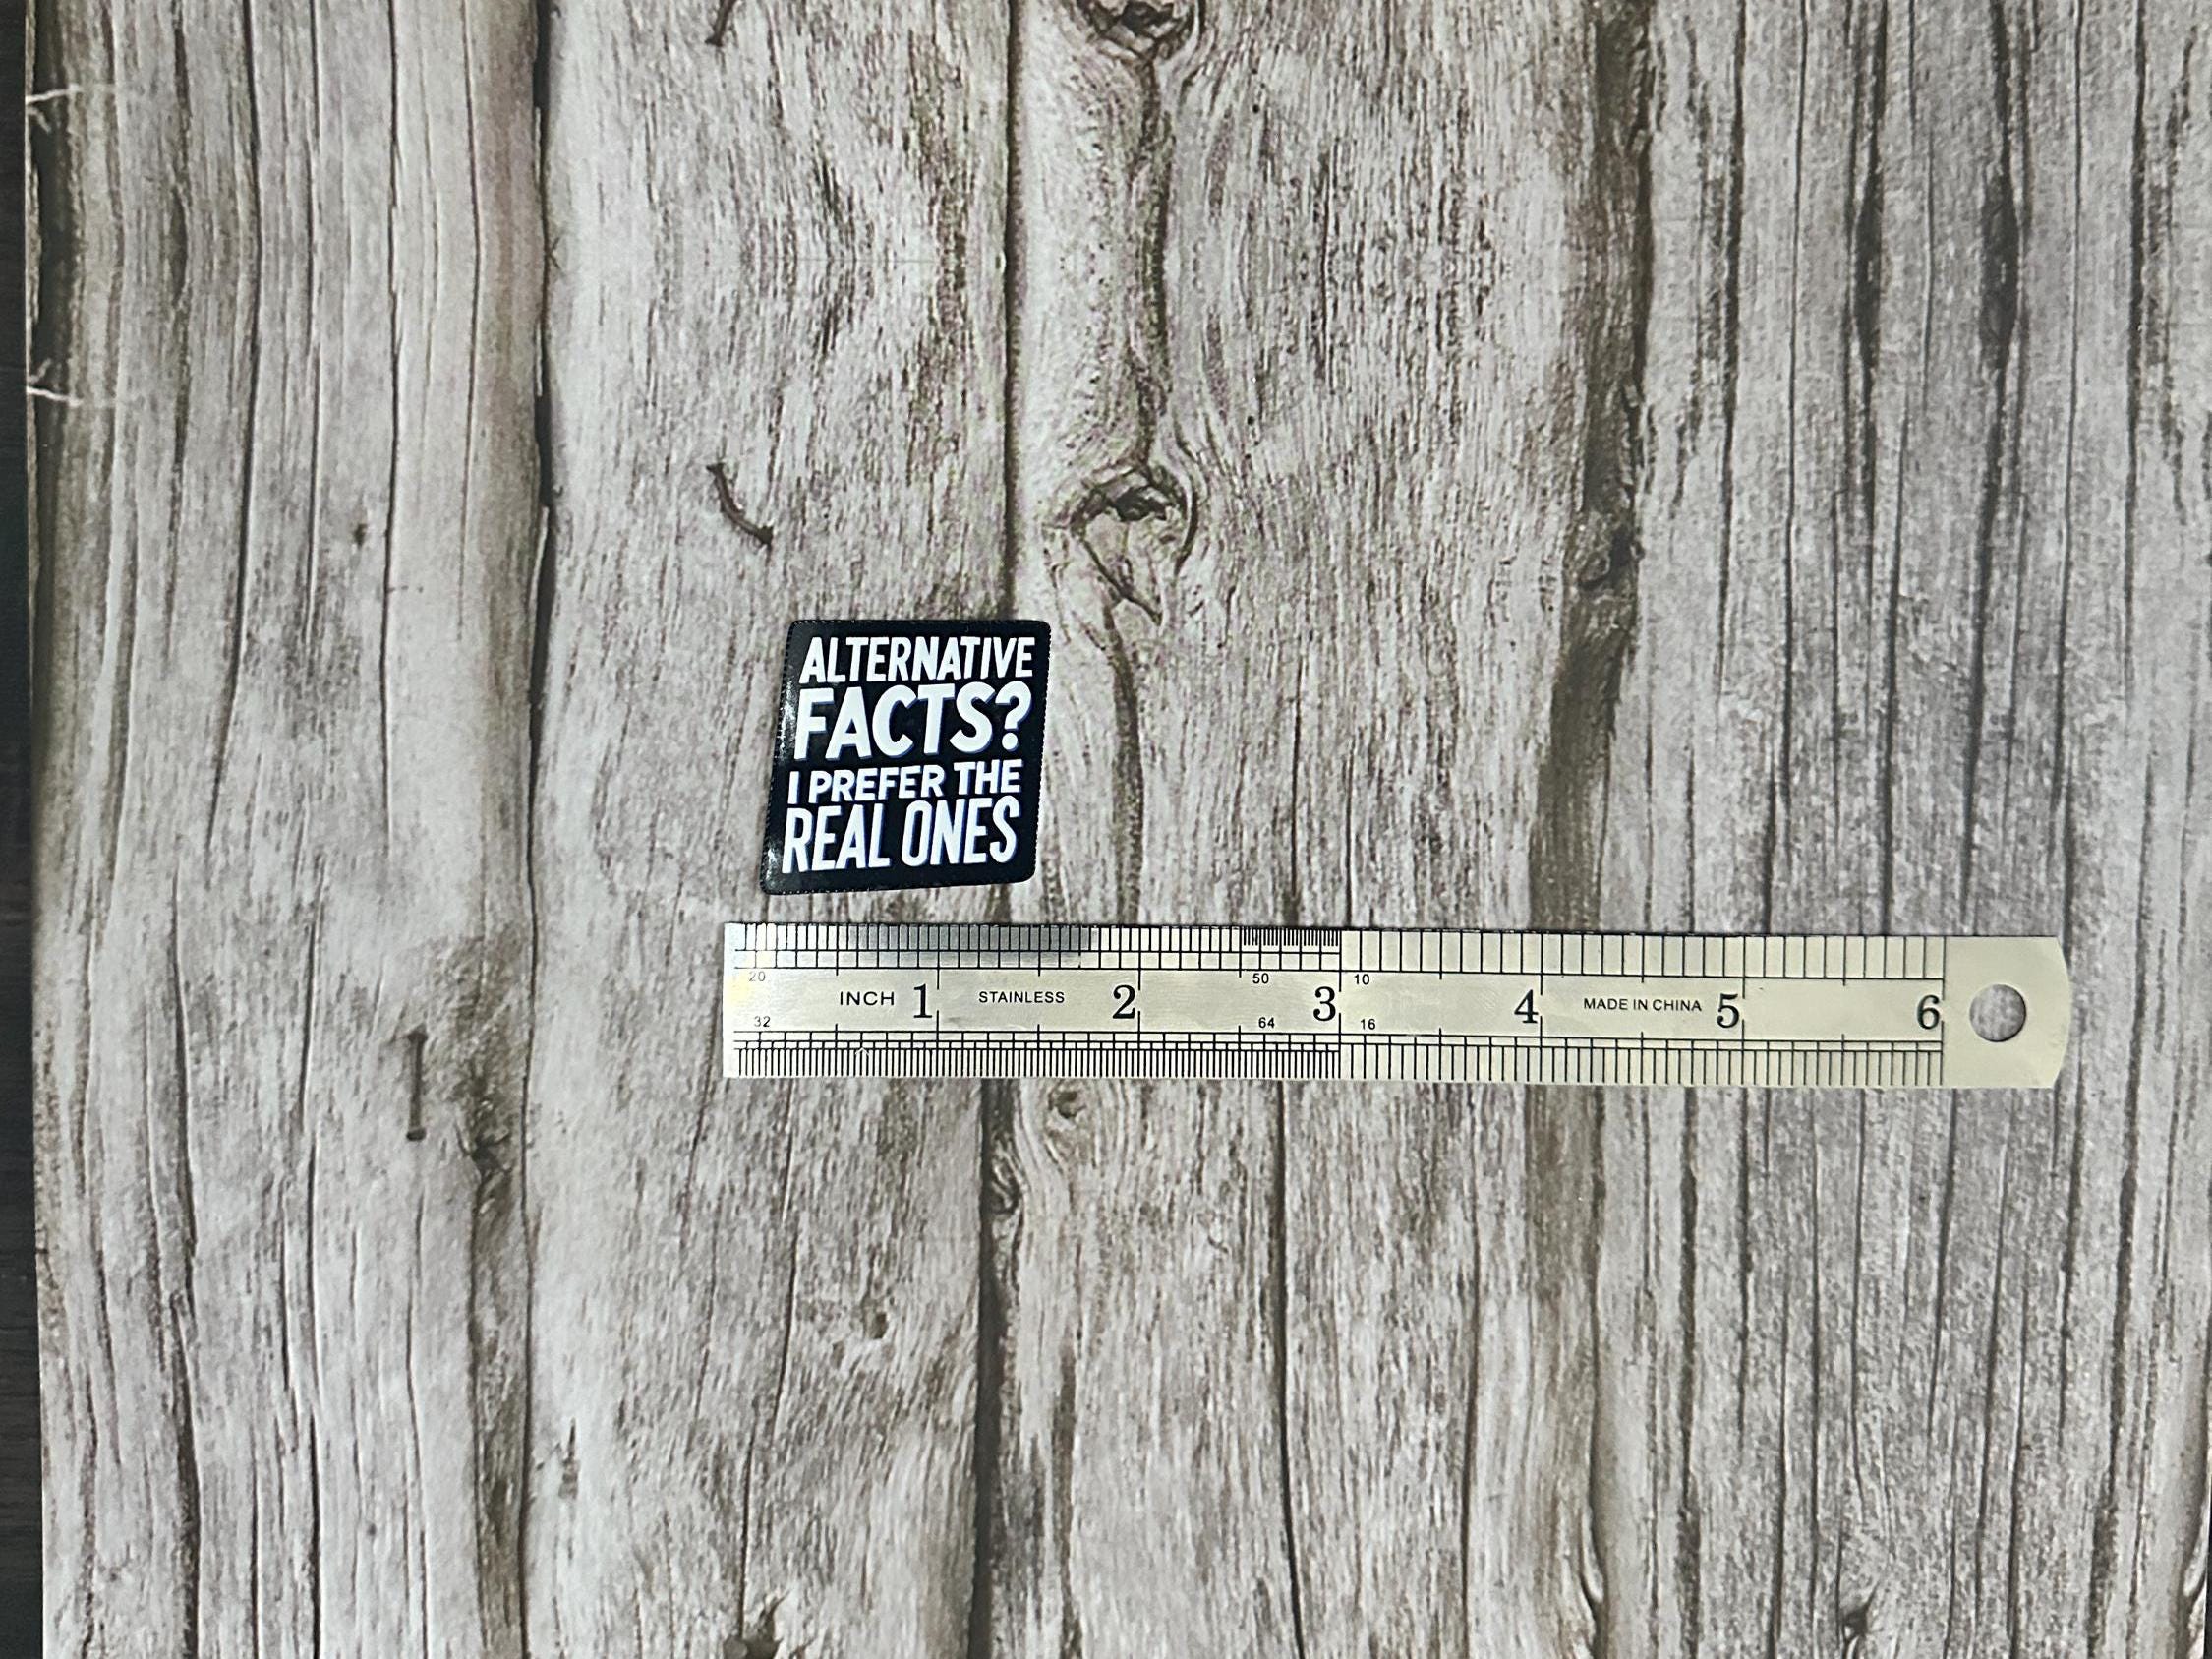 ALTERNATIVE
FACTS?
I PREFER THE
REAL ONES
20 50 10
INCH 1 STAINLESS 2 3 4 MADE IN CHINA 5 6
32 64 16